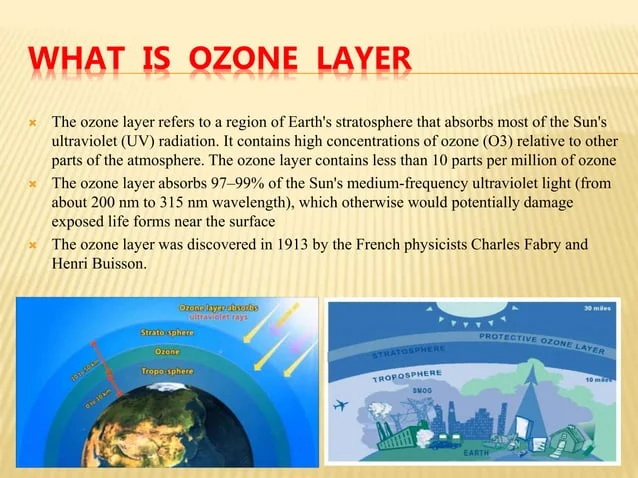 WHAT IS OZONE LAYER
The ozone layer refers to a region of Earth's stratosphere that absorbs most of the Sun's
ultraviolet (UV) radiation. It contains high concentrations of ozone (O3) relative to other
parts of the atmosphere. The ozone layer contains less than 10 parts per million of ozone
The ozone layer absorbs 97–99% of the Sun's medium-frequency ultraviolet light (from
about 200 nm to 315 nm wavelength), which otherwise would potentially damage
exposed life forms near the surface
The ozone layer was discovered in 1913 by the French physicists Charles Fabry and
Henri Buisson.
Ozone layer absorbs
ultraviolet rays
Strato-sphere
Ozone
Tropo-sphere
30 miles
PROTECTIVE OZONE LAYER
STRATOSPHERE
TROPOSPHERE
10 miles
SMOG
EARTH